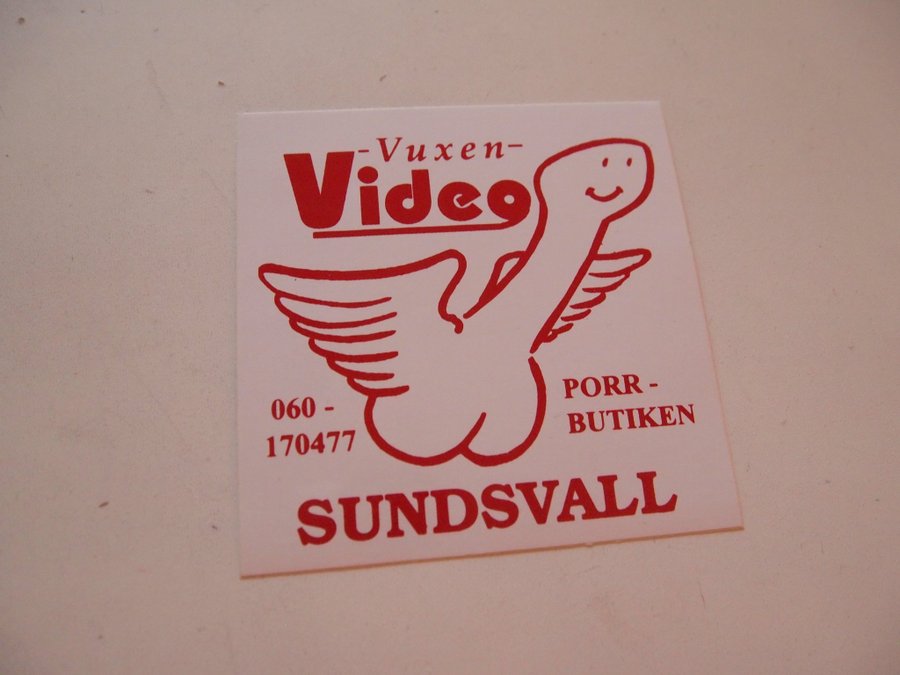 -Vuxen-
Video
060 -
170477
PORR -
BUTIKEN
SUNDSVALL